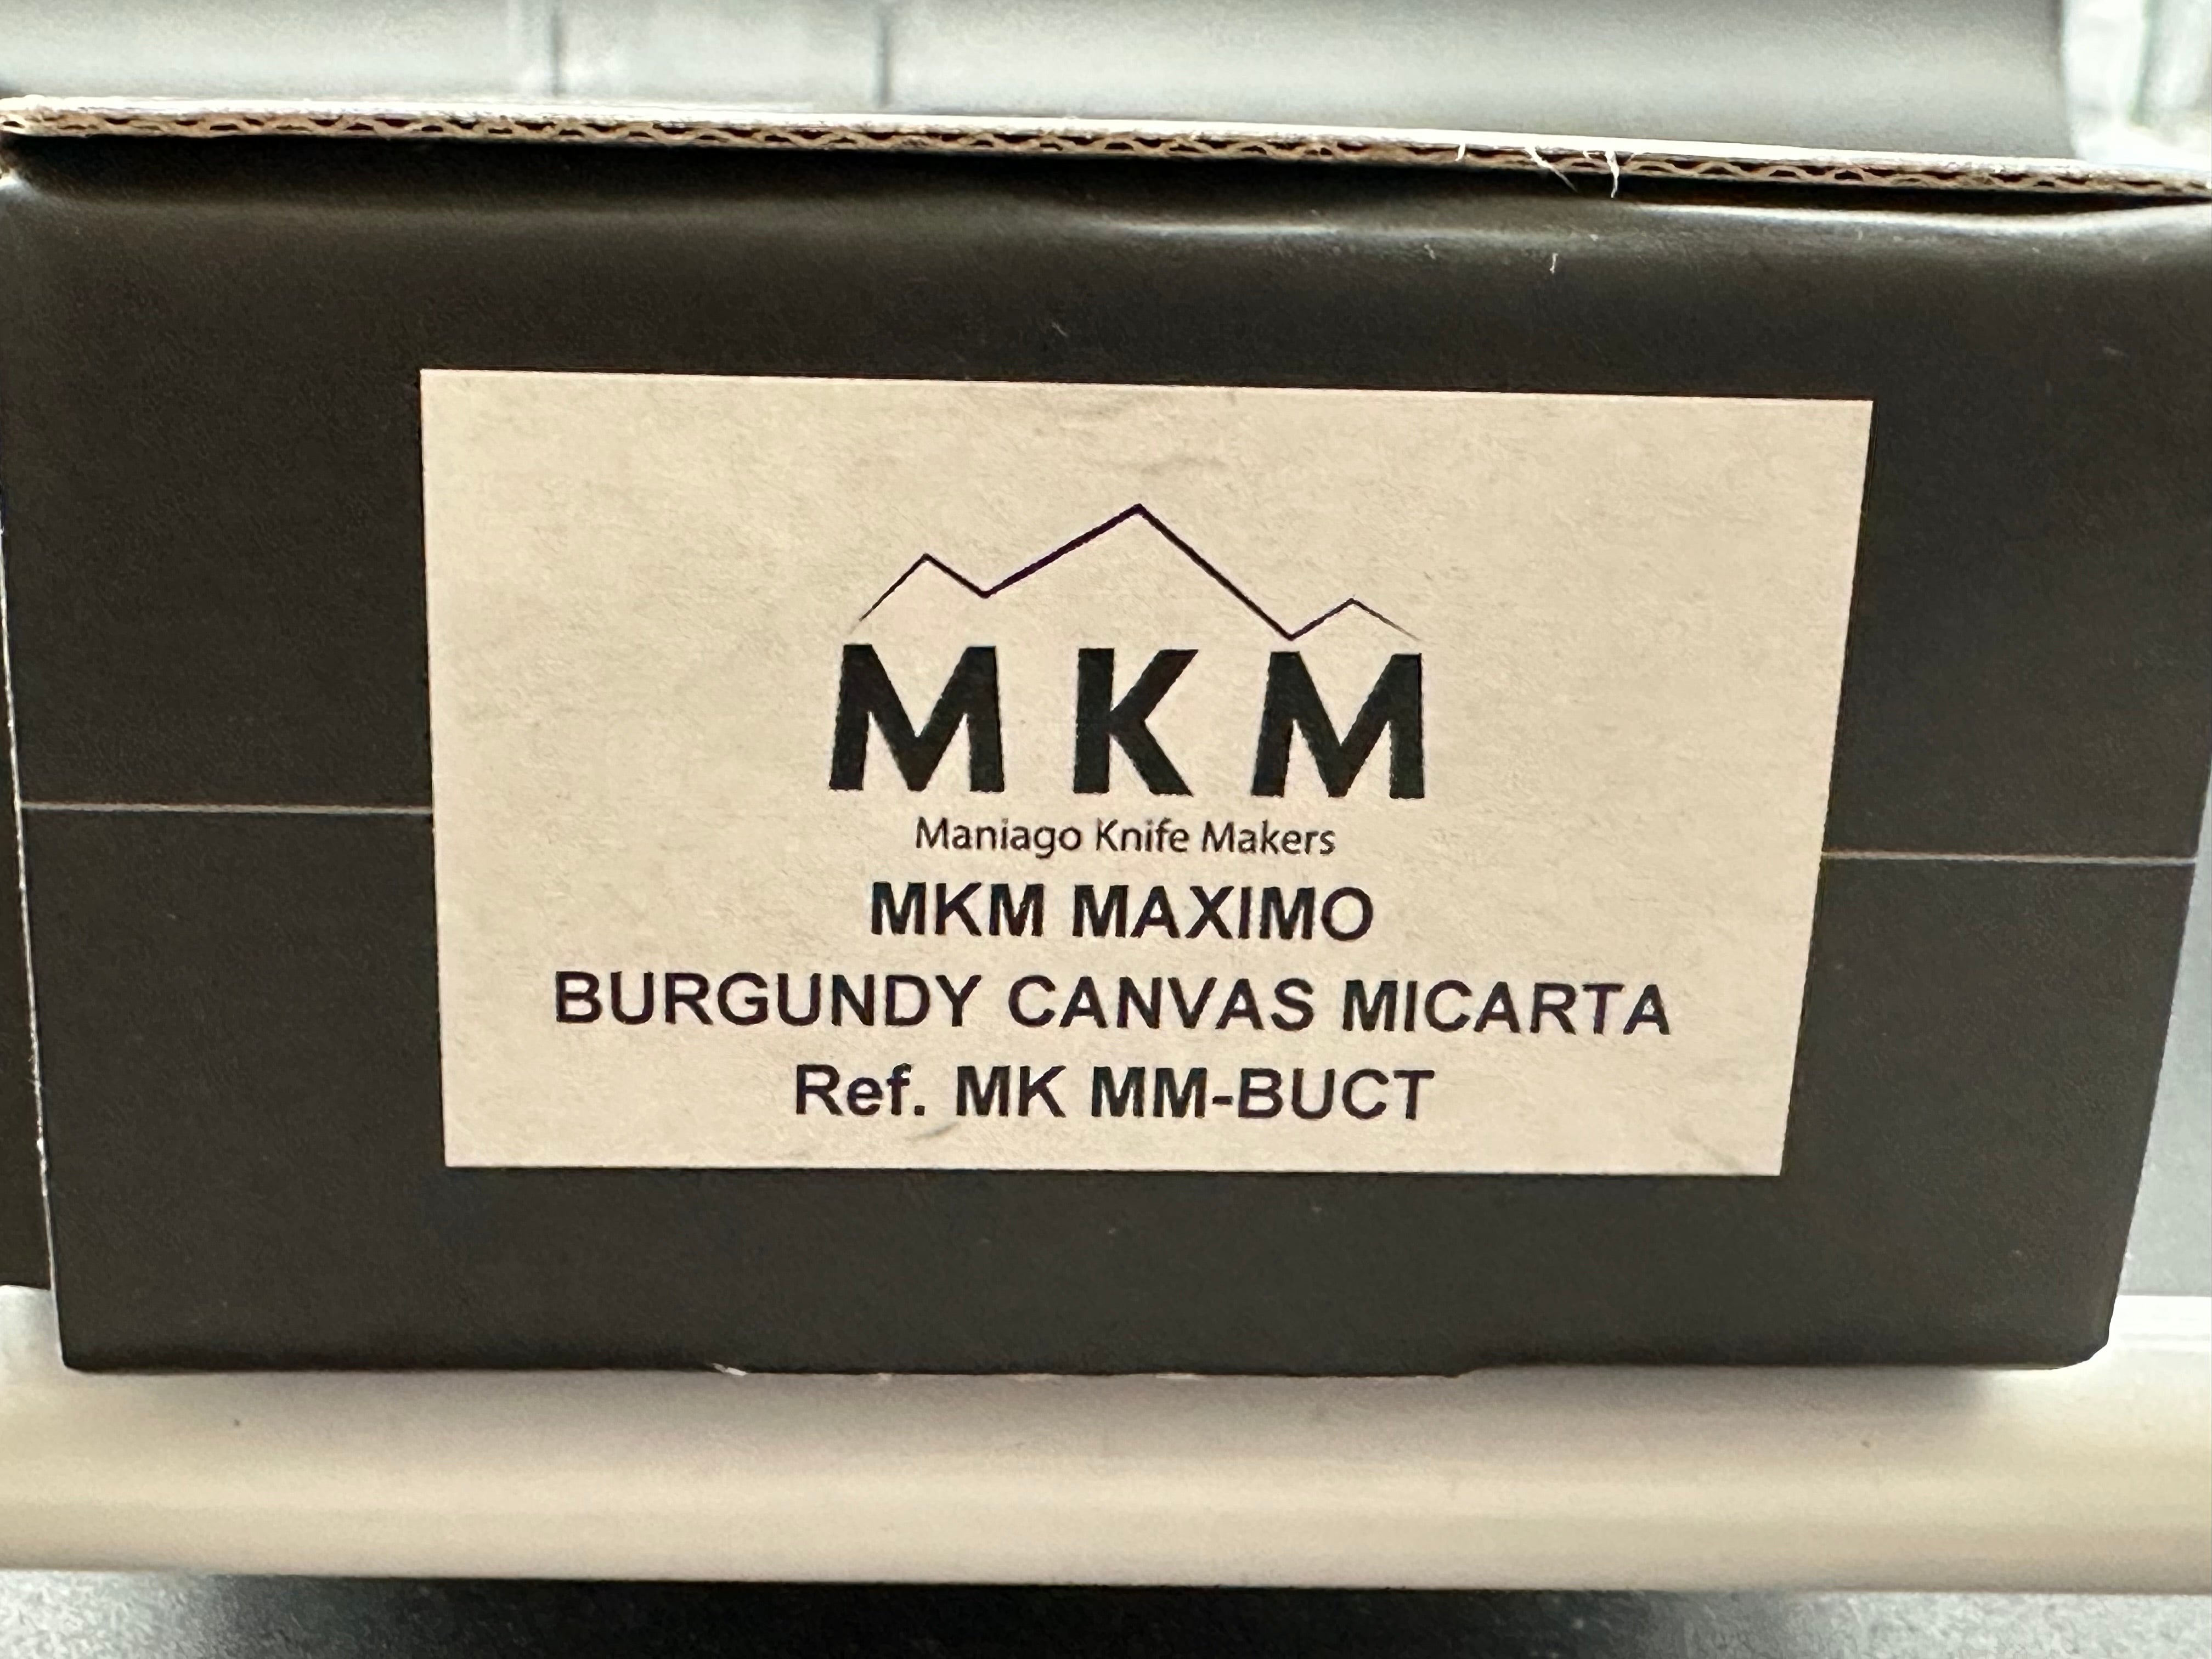 MKM
Maniago Knife Makers
MKM MAXIMO
BURGUNDY CANVAS MICARTA
Ref. MK MM-BUCT